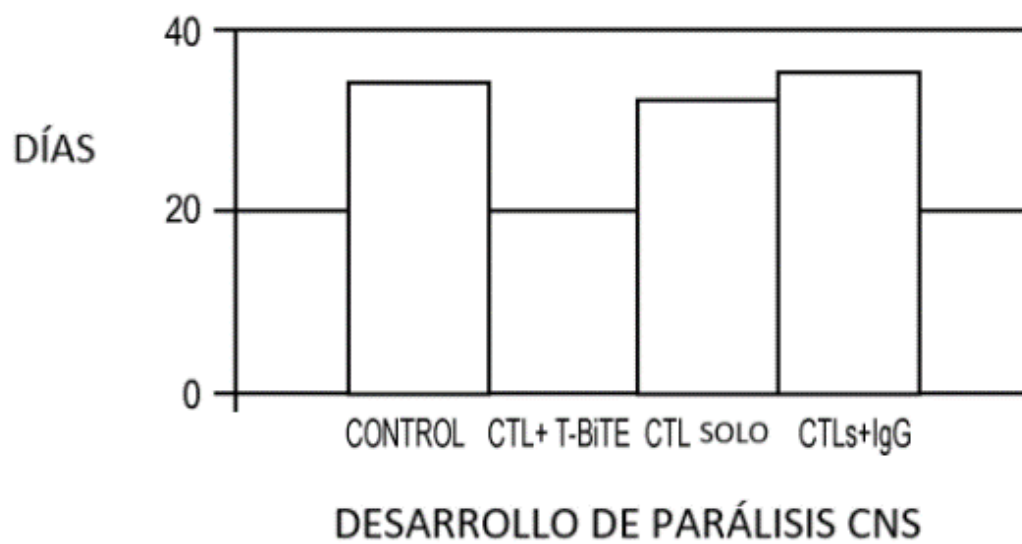 40
DÍAS
20
0
CONTROL CTL+ T-BiTE CTL SOLO CTLs+IgG
DESARROLLO DE PARÁLISIS CNS